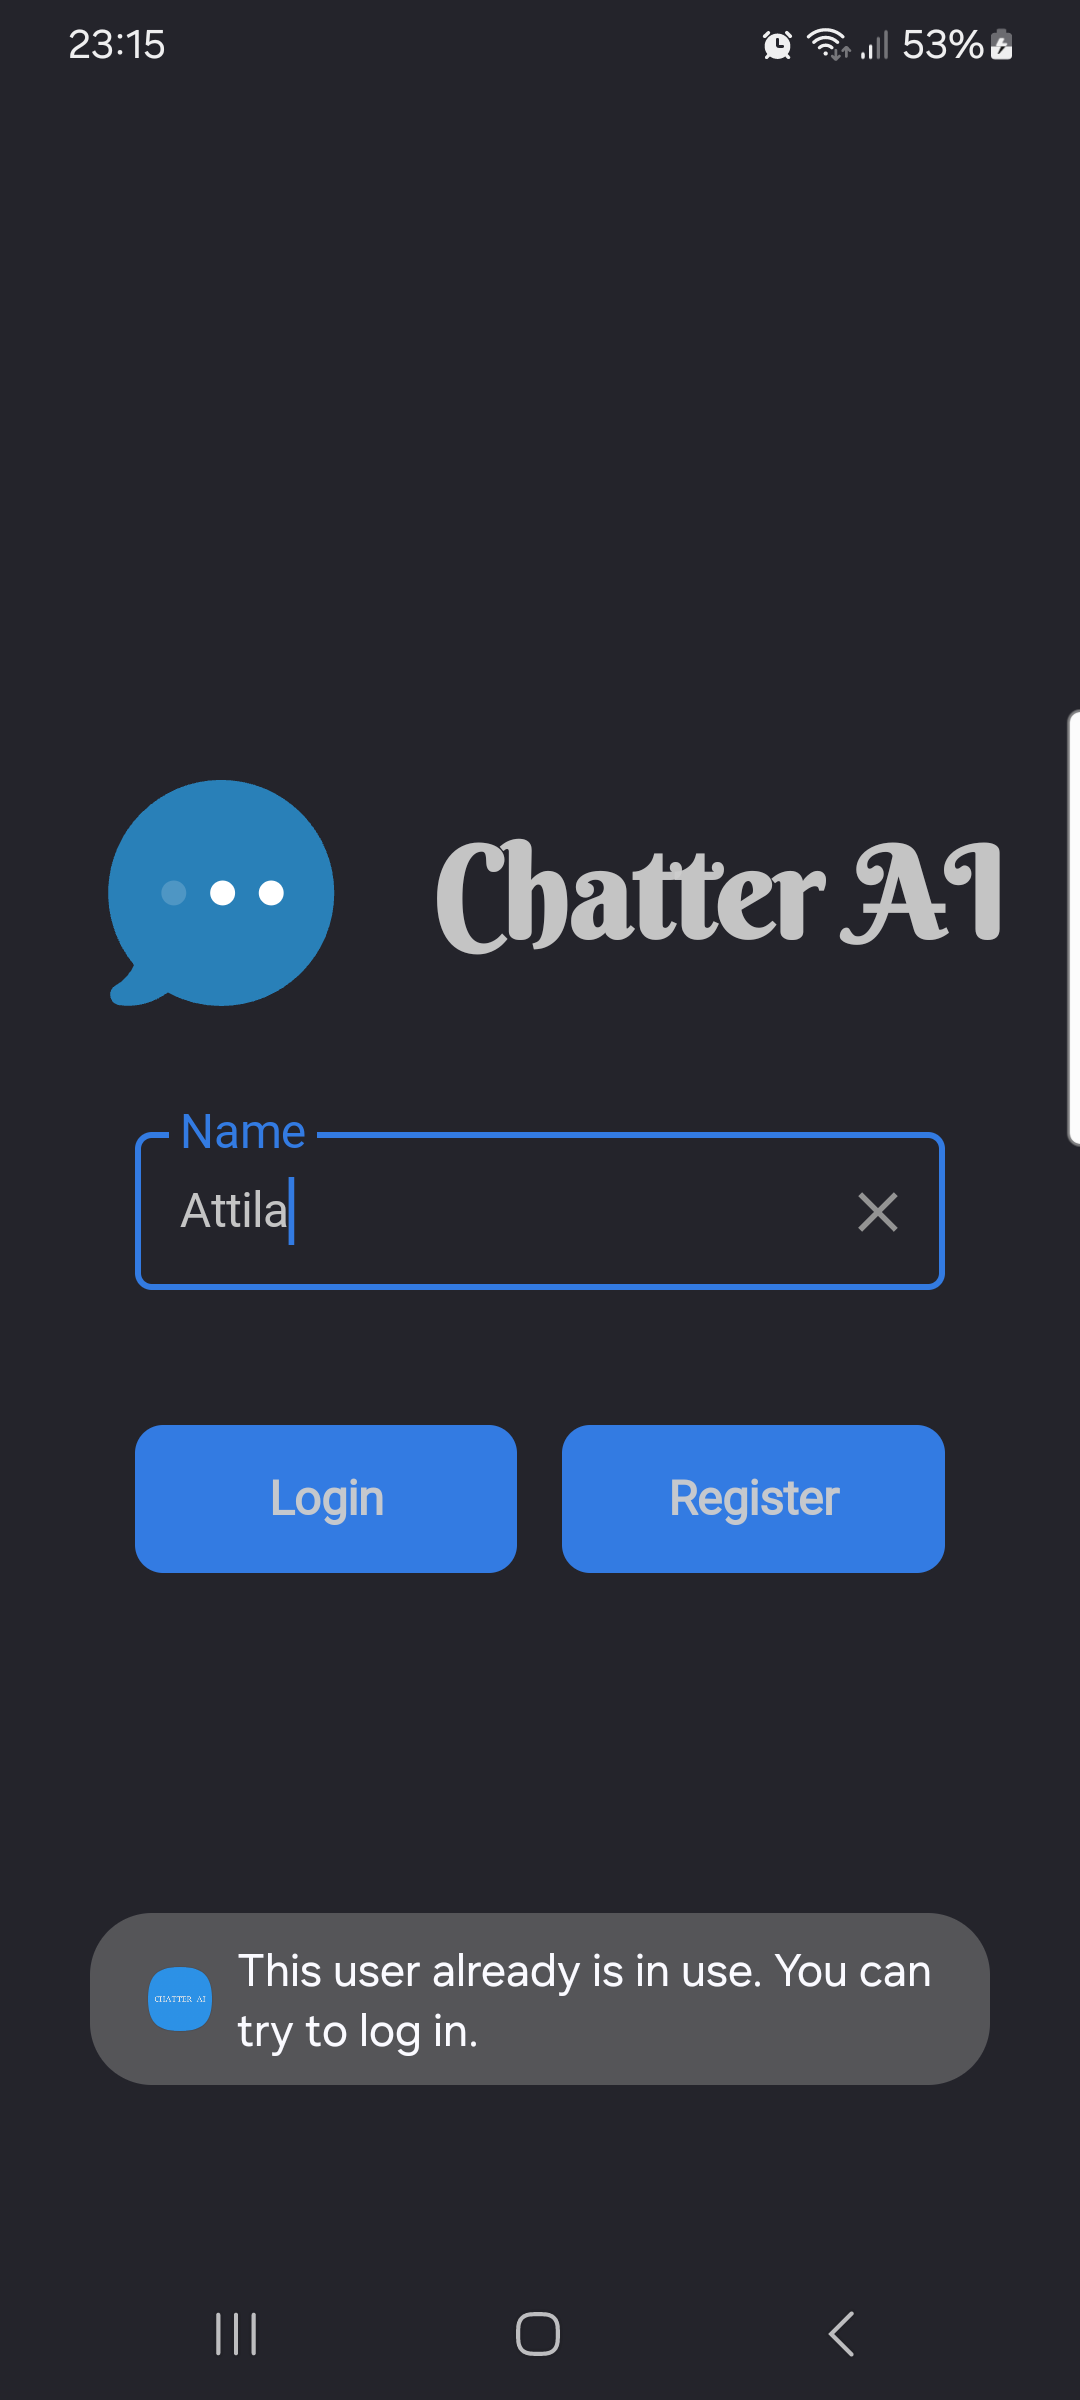 23:15
53%
Chatter AI
Name
Attila
Login
Register
This user already is in use. You can
CHATTER AI
try to log in.